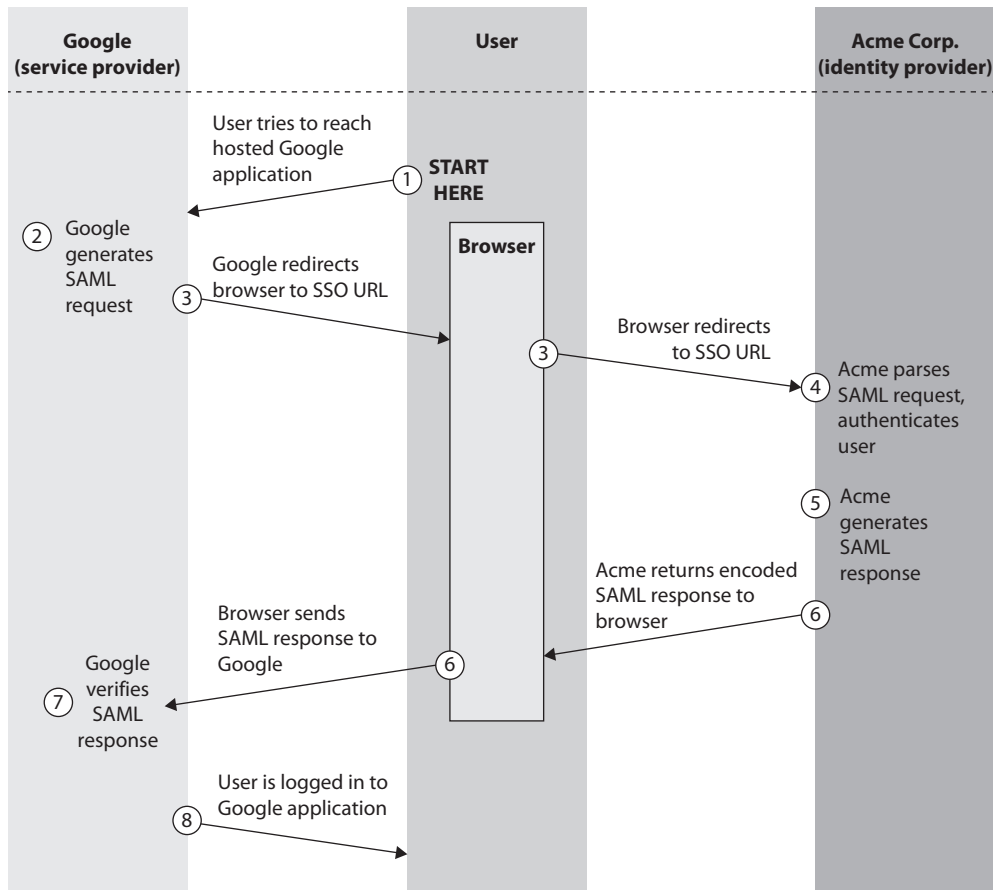 Google
(service provider)
User
Acme Corp.
(identity provider)
User tries to reach
hosted Google
application
1
START
HERE
2
Google
generates
SAML
request
Browser
Google redirects
browser to SSO URL
3
Browser redirects
to SSO URL
3
4
Acme parses
SAML request,
authenticates
user
5
Acme
generates
SAML
response
Acme returns encoded
SAML response to
browser
6
Browser sends
SAML response to
Google
6
7
Google
verifies
SAML
response
User is logged in to
Google application
8